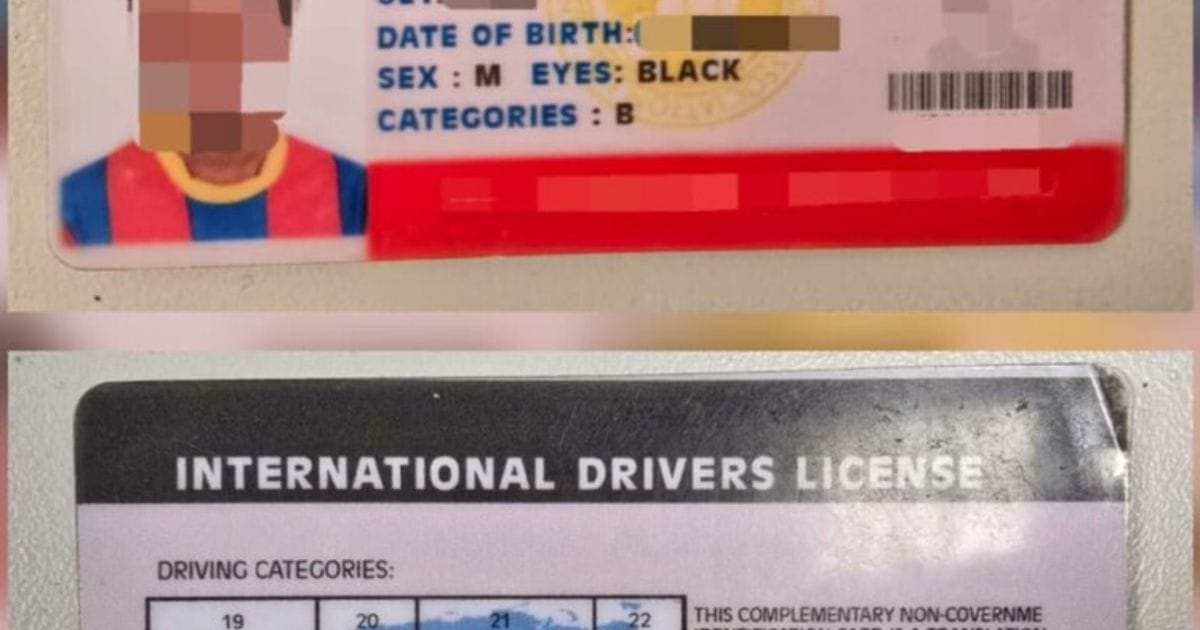 DATE OF BIRTH:
SEX : M EYES: BLACK
CATEGORIES : B
INTERNATIONAL DRIVERS LICENSE
DRIVING CATEGORIES:
19 20 21 22
THIS COMPLEMENTARY NON-GOVERNME